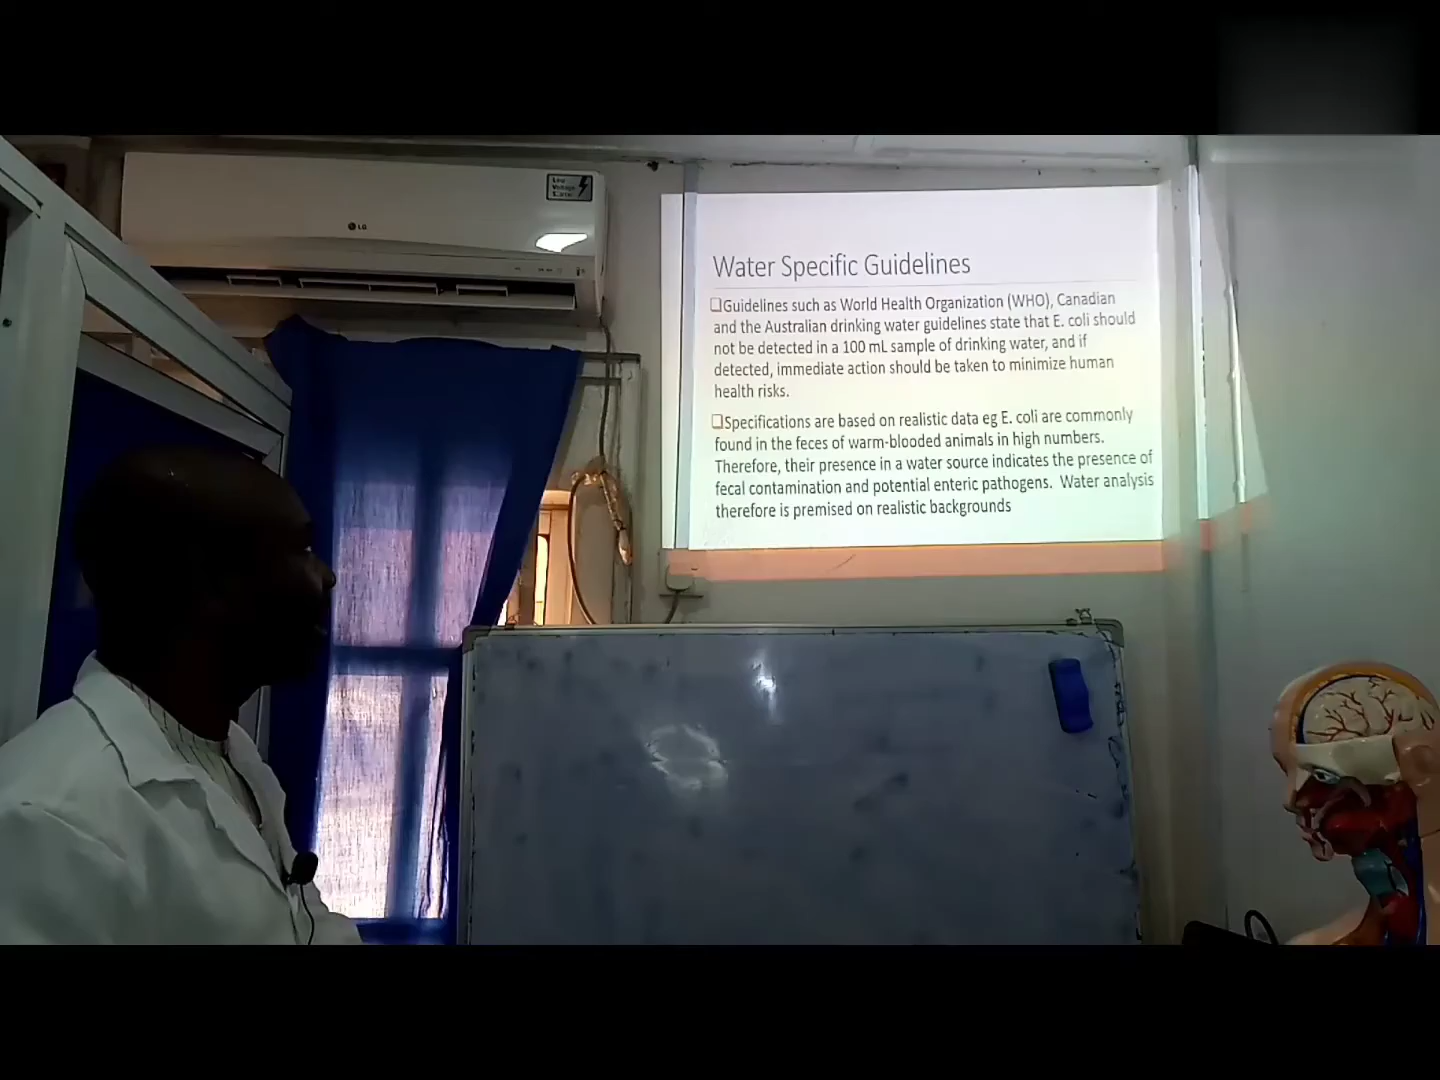 Low
Voltage
LG
Water Specific Guidelines
❑Guidelines such as World Health Organization (WHO), Canadian
and the Australian drinking water guidelines state that E. coli should
not be detected in a 100 mL sample of drinking water, and if
detected, immediate action should be taken to minimize human
health risks.
❑Specifications are based on realistic data eg E. coli are commonly
found in the feces of warm-blooded animals in high numbers.
Therefore, their presence in a water source indicates the presence of
fecal contamination and potential enteric pathogens. Water analysis
therefore is premised on realistic backgrounds